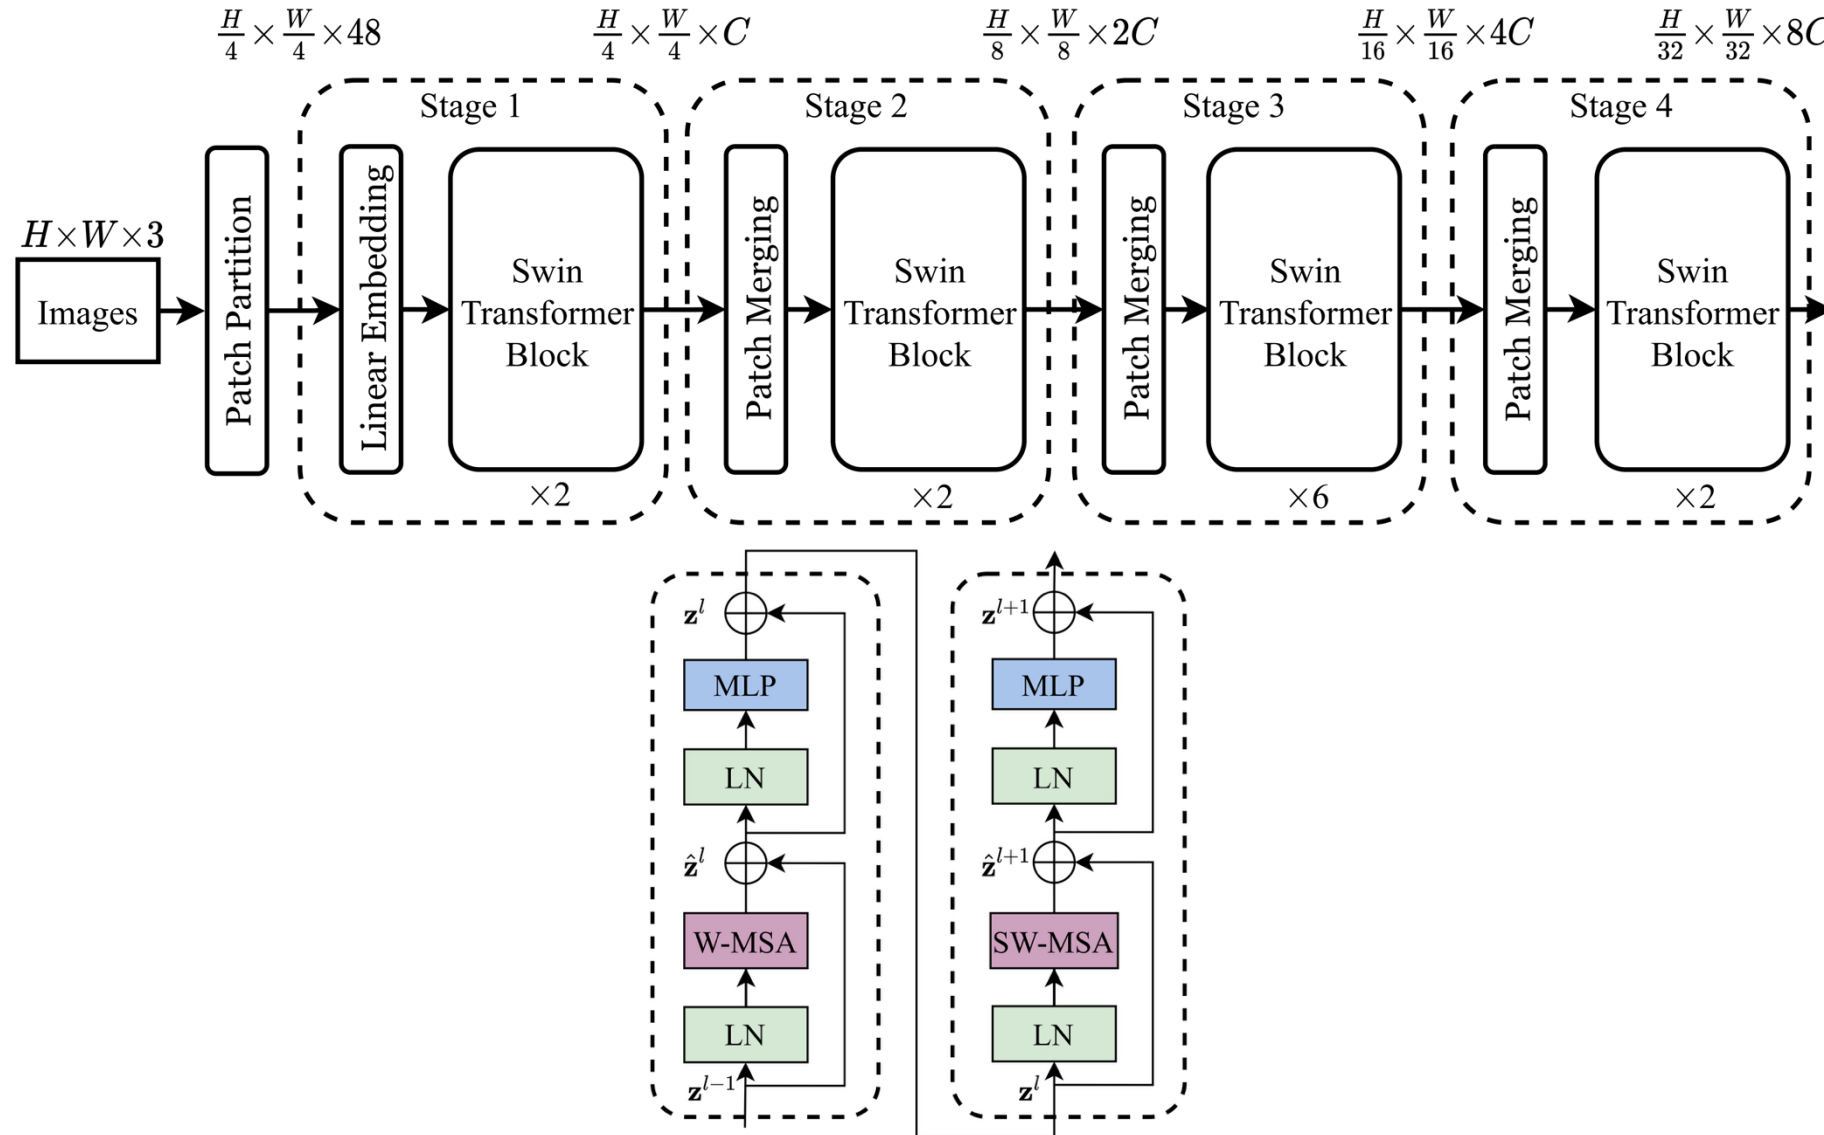 H/4 × W/4 × 48
H/4 × W/4 × C
H/8 × W/8 × 2C
H/16 × W/16 × 4C
H/32 × W/32 × 8C
Stage 1
Stage 2
Stage 3
Stage 4
H×W×3
Images
Patch Partition
Linear Embedding
Swin
Transformer
Block
×2
Patch Merging
Swin
Transformer
Block
×2
Patch Merging
Swin
Transformer
Block
×6
Patch Merging
Swin
Transformer
Block
×2
z^l
MLP
LN
ẑ^l
W-MSA
LN
z^{l−1}
z^{l+1}
MLP
LN
ẑ^{l+1}
SW-MSA
LN
z^l